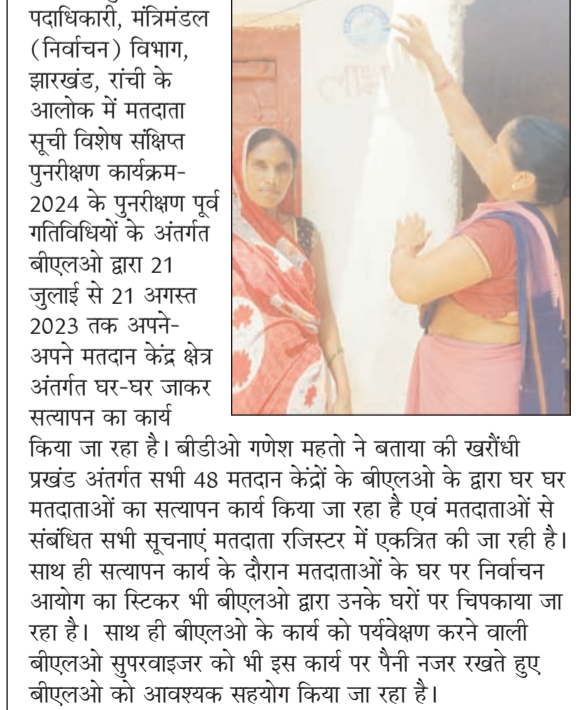 पदाधिकारी, मंत्रिमंडल
(निर्वाचन) विभाग,
झारखंड, रांची के
आलोक में मतदाता
सूची विशेष संक्षिप्त
पुनरीक्षण कार्यक्रम-
2024 के पुनरीक्षण पूर्व
गतिविधियों के अंतर्गत
बीएलओ द्वारा 21
जुलाई से 21 अगस्त
2023 तक अपने-
अपने मतदान केंद्र क्षेत्र
अंतर्गत घर-घर जाकर
सत्यापन का कार्य
किया जा रहा है। बीडीओ गणेश महतो ने बताया की खरौंधी
प्रखंड अंतर्गत सभी 48 मतदान केंद्रों के बीएलओ के द्वारा घर घर
मतदाताओं का सत्यापन कार्य किया जा रहा है एवं मतदाताओं से
संबंधित सभी सूचनाएं मतदाता रजिस्टर में एकत्रित की जा रही है।
साथ ही सत्यापन कार्य के दौरान मतदाताओं के घर पर निर्वाचन
आयोग का स्टिकर भी बीएलओ द्वारा उनके घरों पर चिपकाया जा
रहा है। साथ ही बीएलओ के कार्य को पर्यवेक्षण करने वाली
बीएलओ सुपरवाइजर को भी इस कार्य पर पैनी नजर रखते हुए
बीएलओ को आवश्यक सहयोग किया जा रहा है।